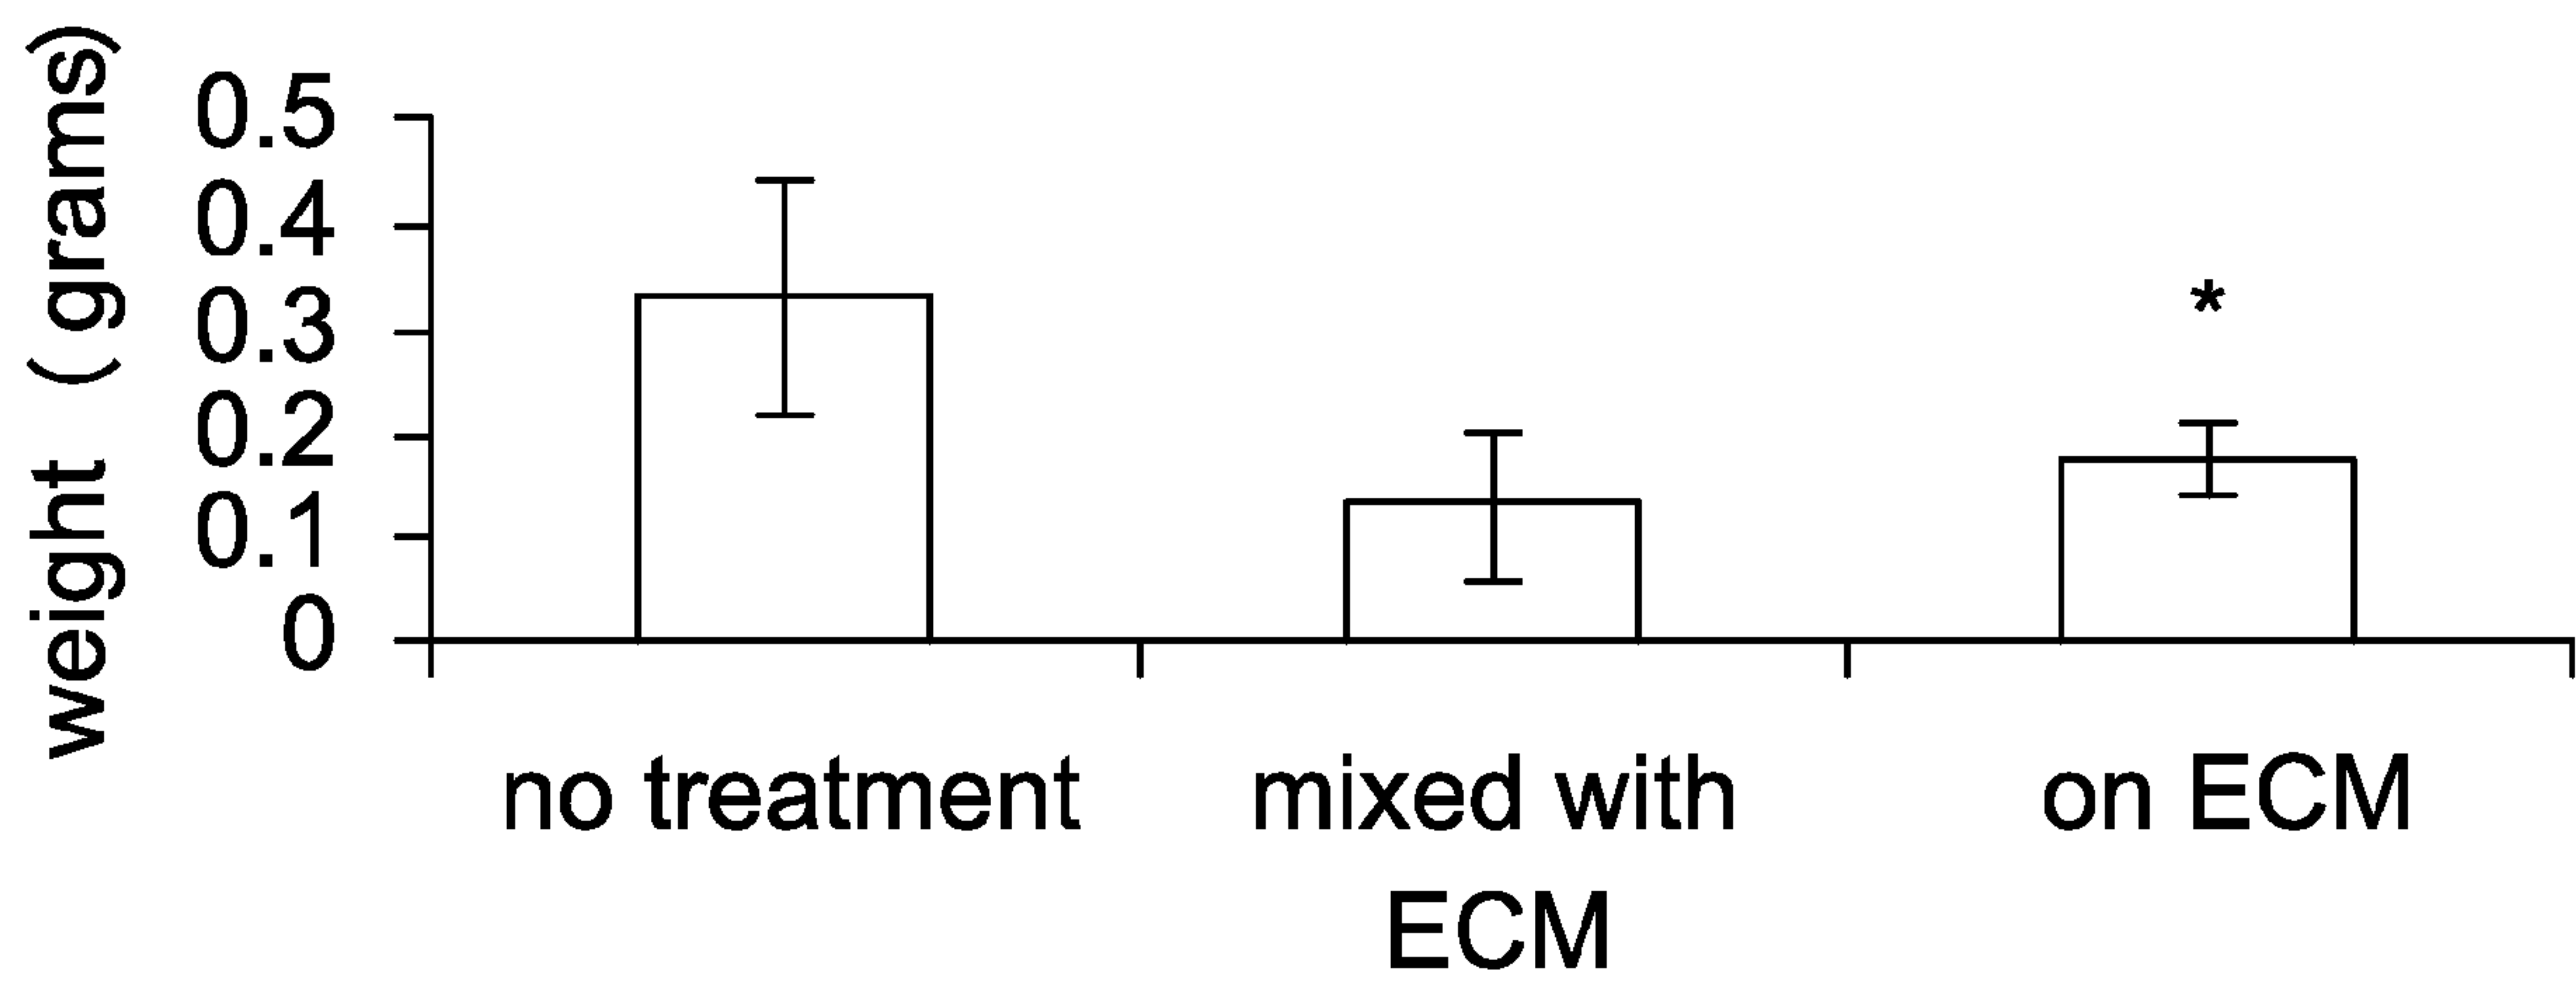 weight (grams)
0.5
0.4
0.3
0.2
0.1
0
*
no treatment
mixed with
ECM
on ECM